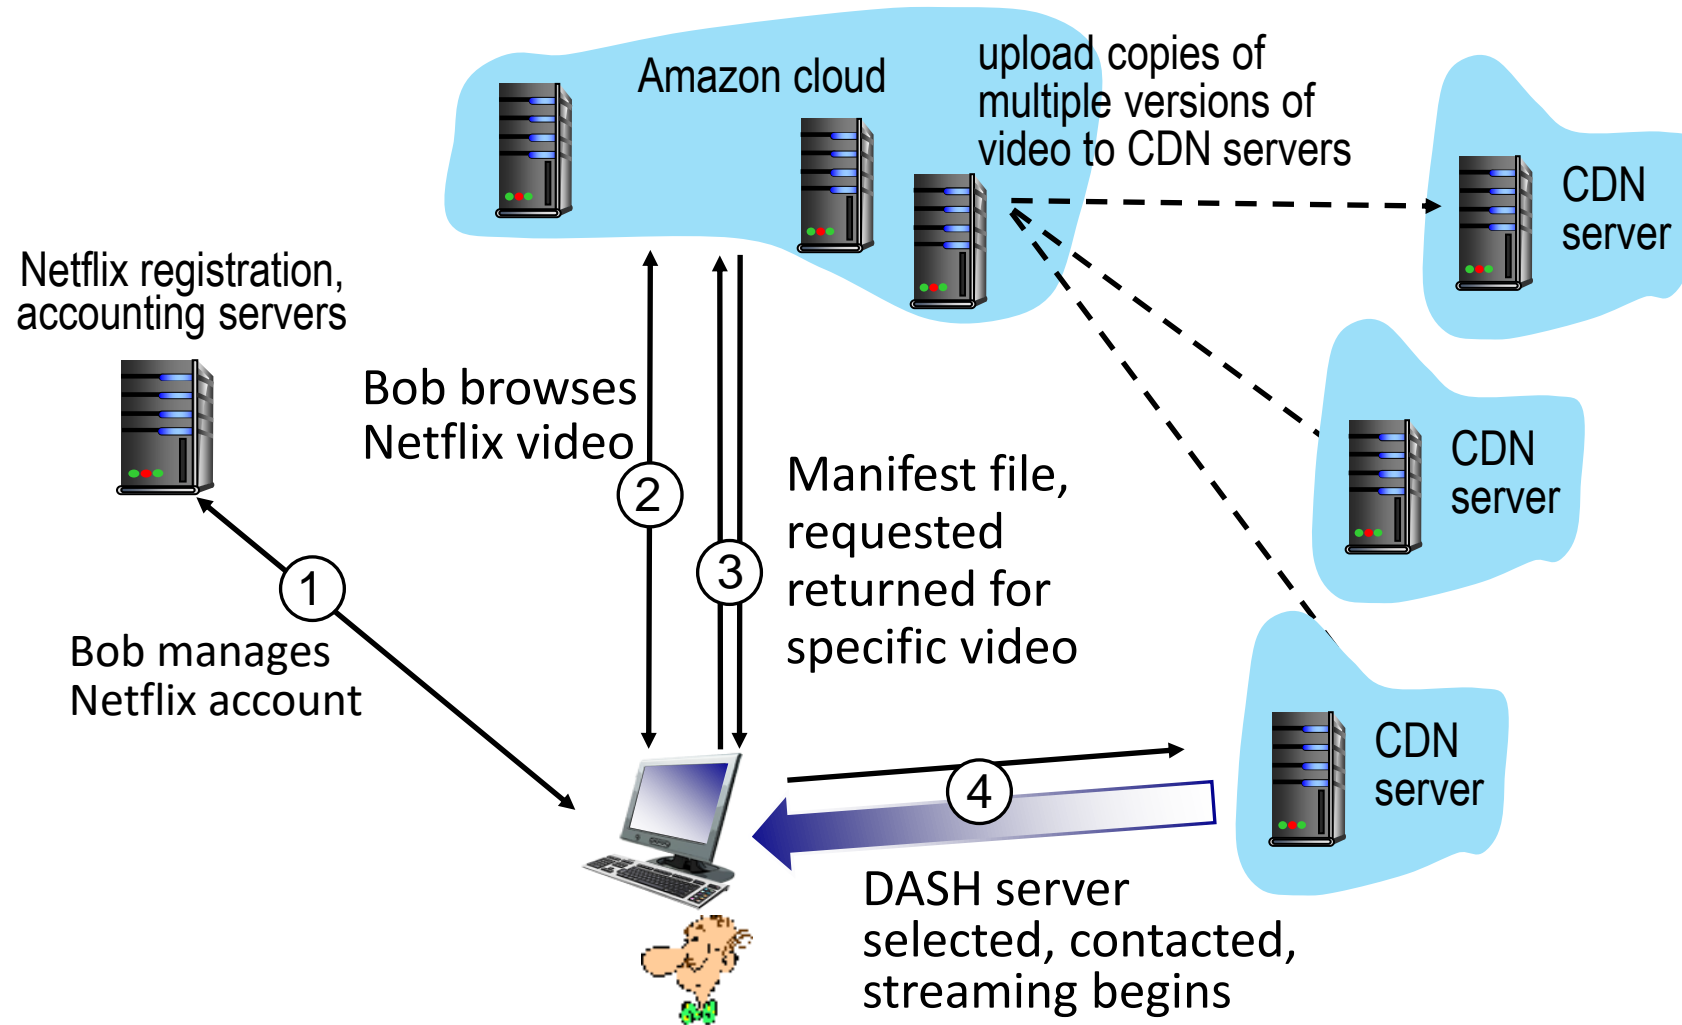 Amazon cloud
upload copies of
multiple versions of
video to CDN servers
CDN
server
Netflix registration,
accounting servers
Bob browses
Netflix video
2
3
Manifest file,
requested
returned for
specific video
CDN
server
1
Bob manages
Netflix account
4
CDN
server
DASH server
selected, contacted,
streaming begins